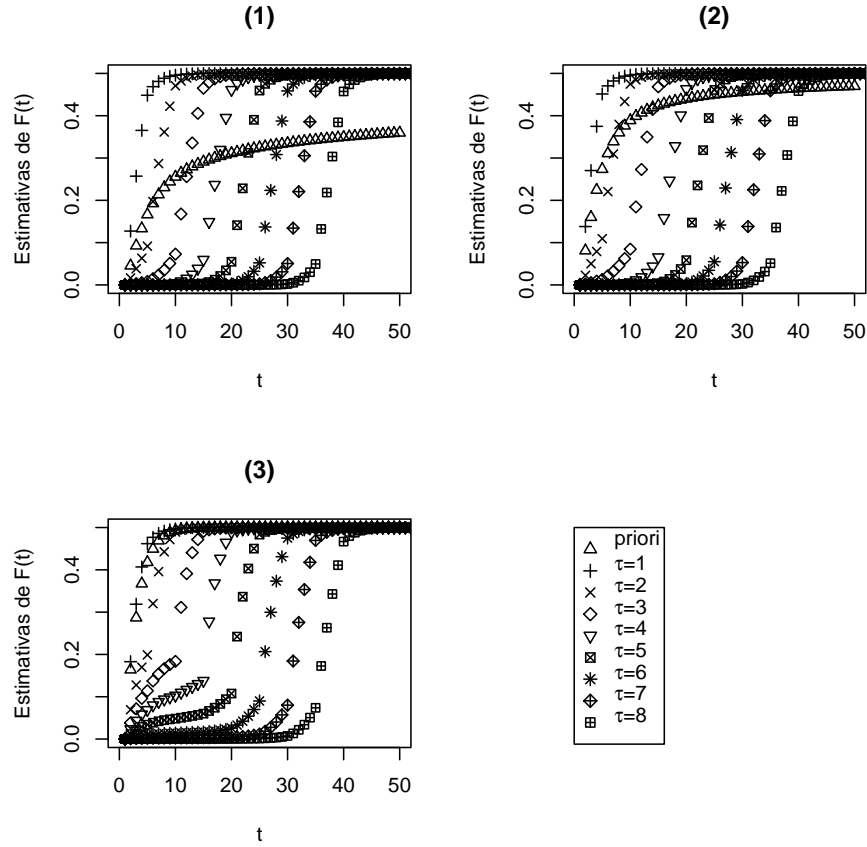 (1)
Estimativas de F(t)
0.0 0.2 0.4
0 10 20 30 40 50
t
(2)
Estimativas de F(t)
0.0 0.2 0.4
0 10 20 30 40 50
t
(3)
Estimativas de F(t)
0.0 0.2 0.4
0 10 20 30 40 50
t
priori
τ=1
τ=2
τ=3
τ=4
τ=5
τ=6
τ=7
τ=8